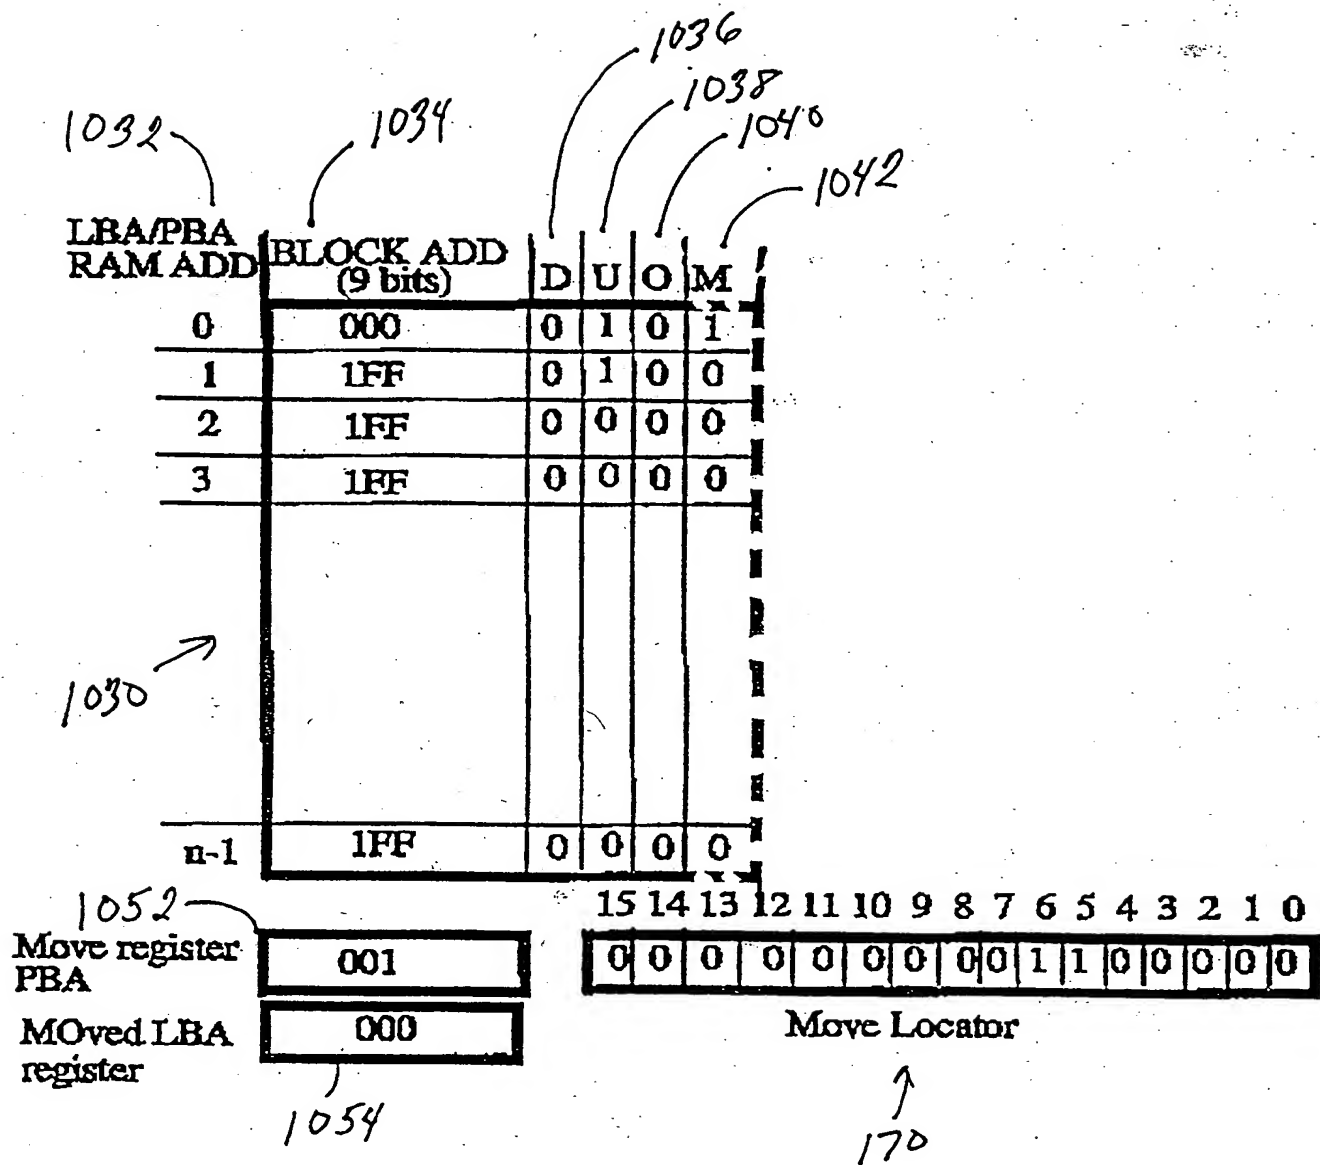 1036
1038
1032
1034
1040
1042
LBA/PBA
RAM ADD
BLOCK ADD
(9 bits)
D U O M
0 000 0 1 0 1
1 1FF 0 1 0 0
2 1FF 0 0 0 0
3 1FF 0 0 0 0
1030
n-1 1FF 0 0 0 0
1052
15 14 13 12 11 10 9 8 7 6 5 4 3 2 1 0
Move register
PBA
001
0 0 0 0 0 0 0 0 0 1 1 0 0 0 0 0
MOved LBA
register
000
Move Locator
1054
170